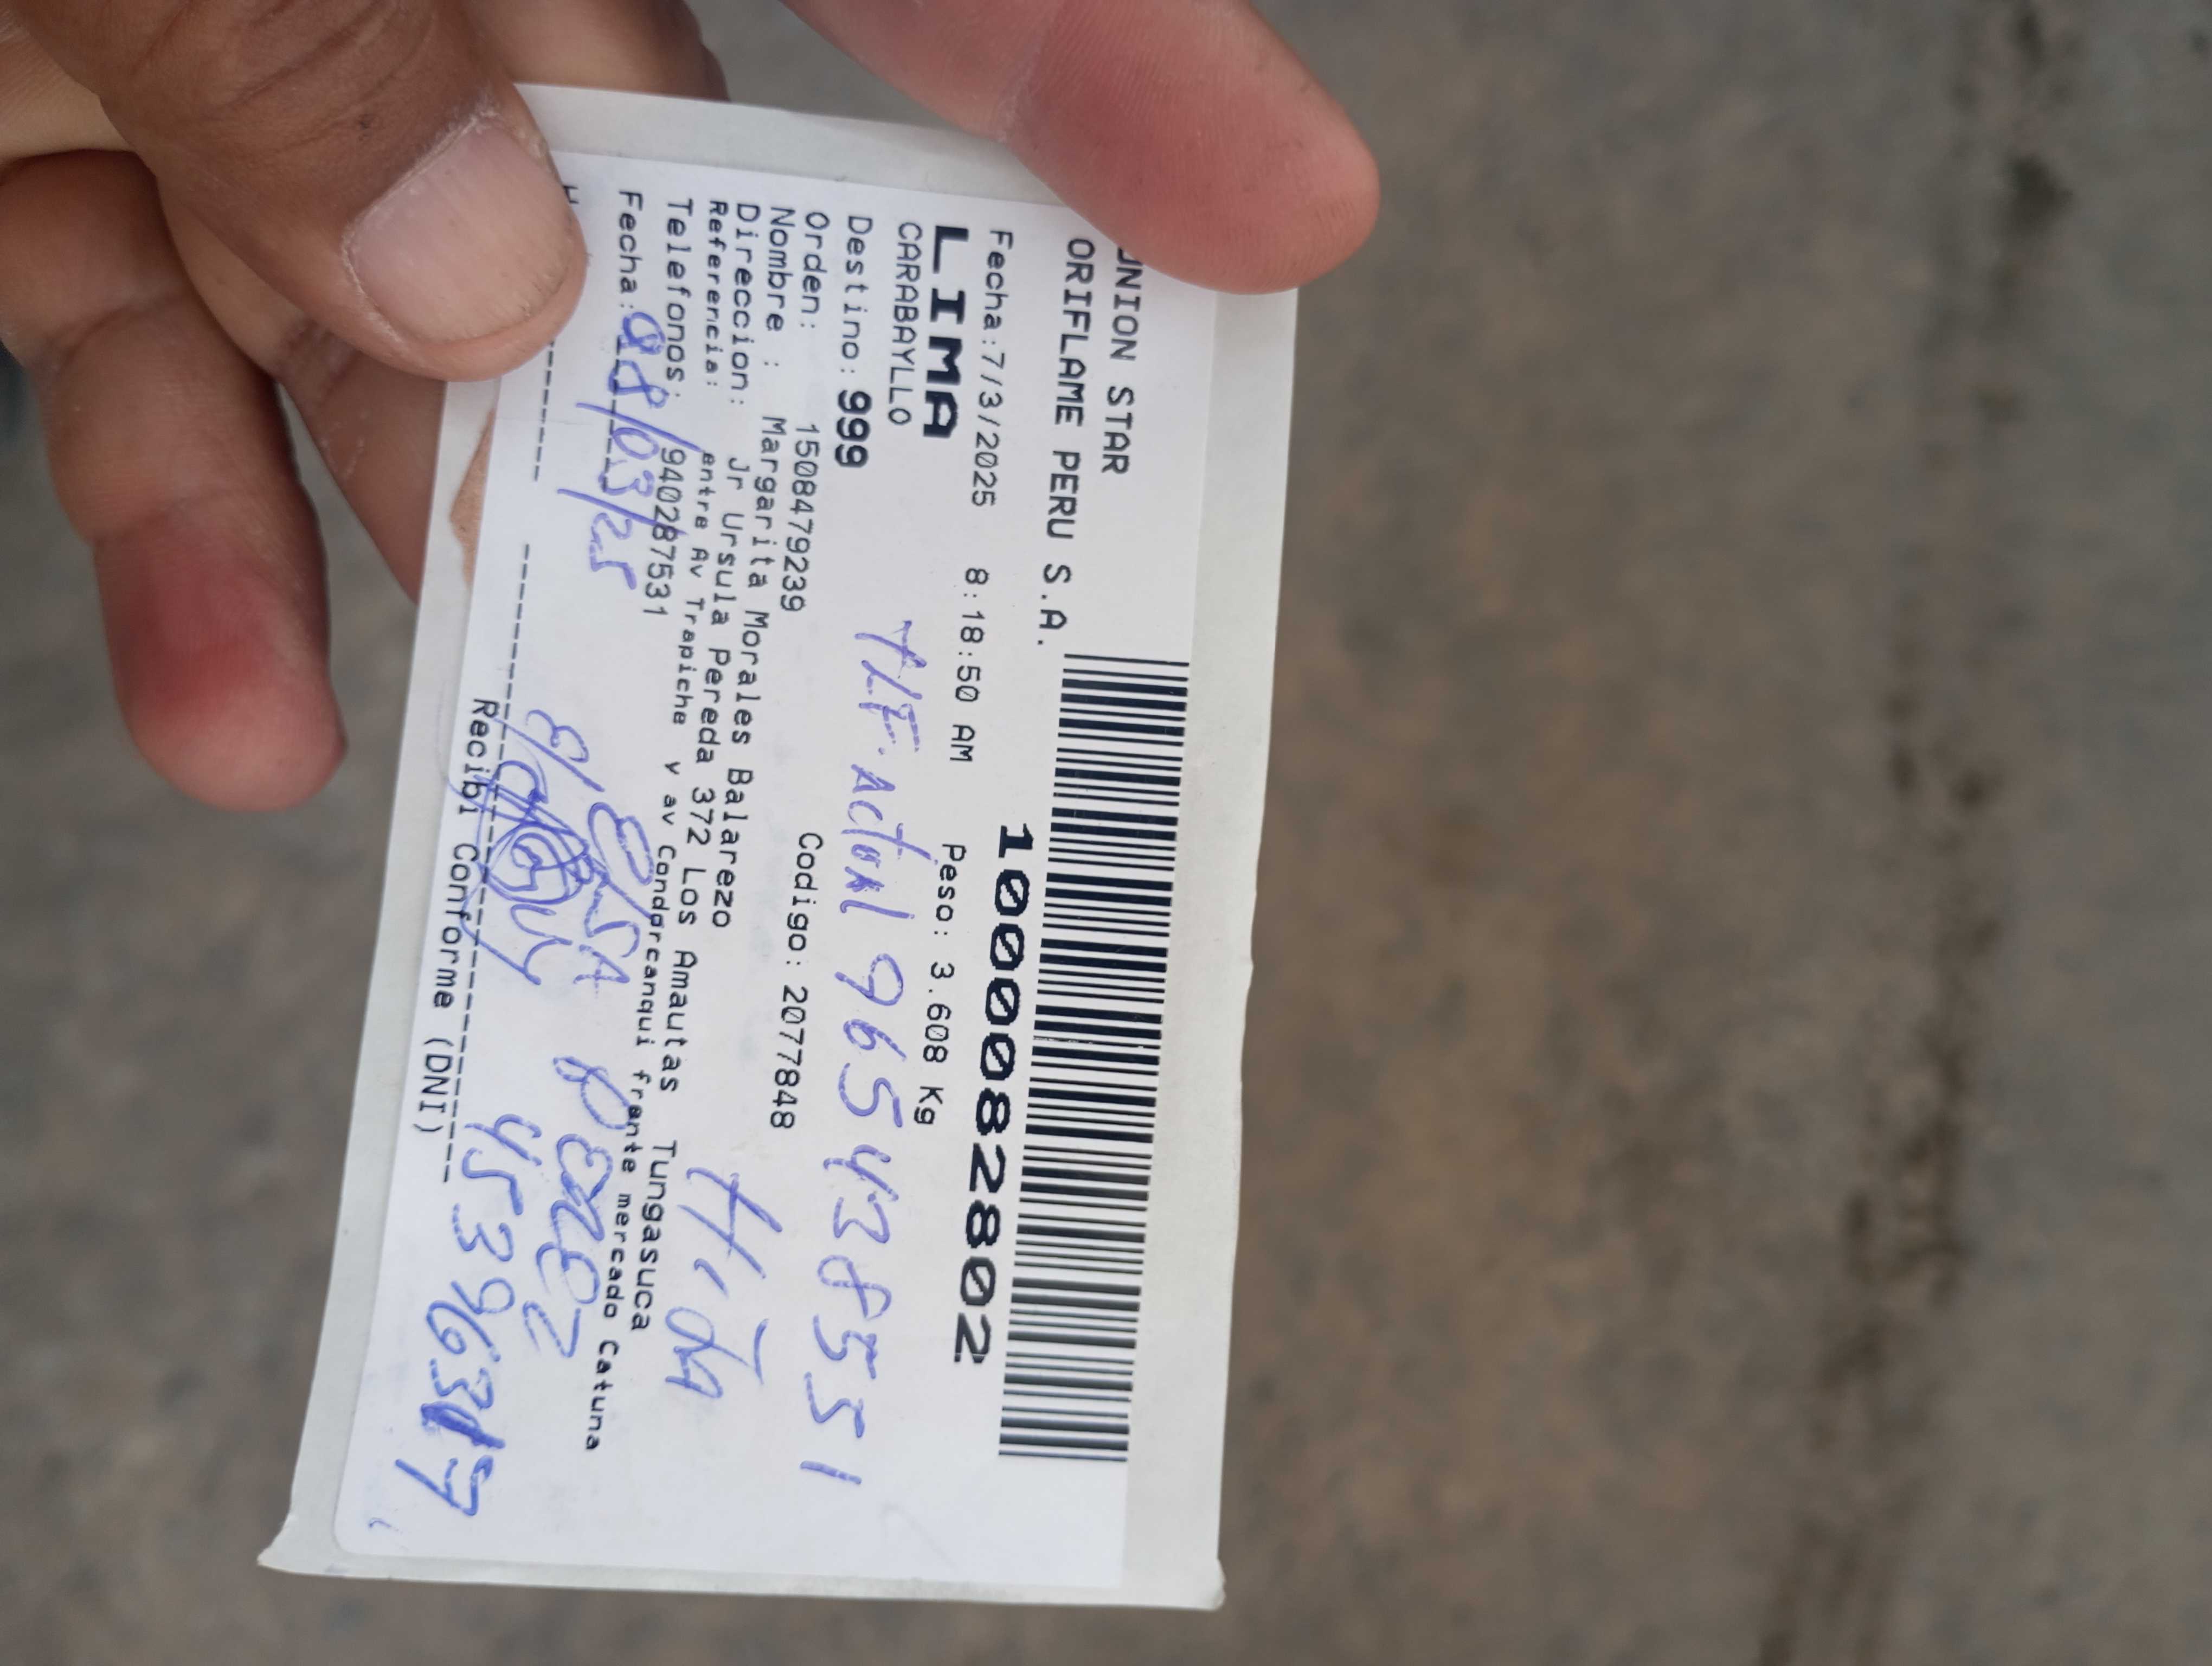 UNION STAR
ORIFLAME PERU S.A.
Fecha:7/3/2025 8:18:50 AM
1000082802
LIMA
Peso: 3.608 Kg
CARABAYLLO
TLF. Actual 965438551
Destino: 999
Orden: 1508479239
Codigo: 2077848
Nombre : Margarita Morales Balarezo
Direccion: Jr Ursula Pereda 372 Los Amautas Tungasuca
Referencia: entre Av Trapiche y av Condorcanqui frente mercado Catuna
Telefonos: 940287531
Hija
Fecha: 08/03/25
PEREZ
Recibi Conforme (DNI)